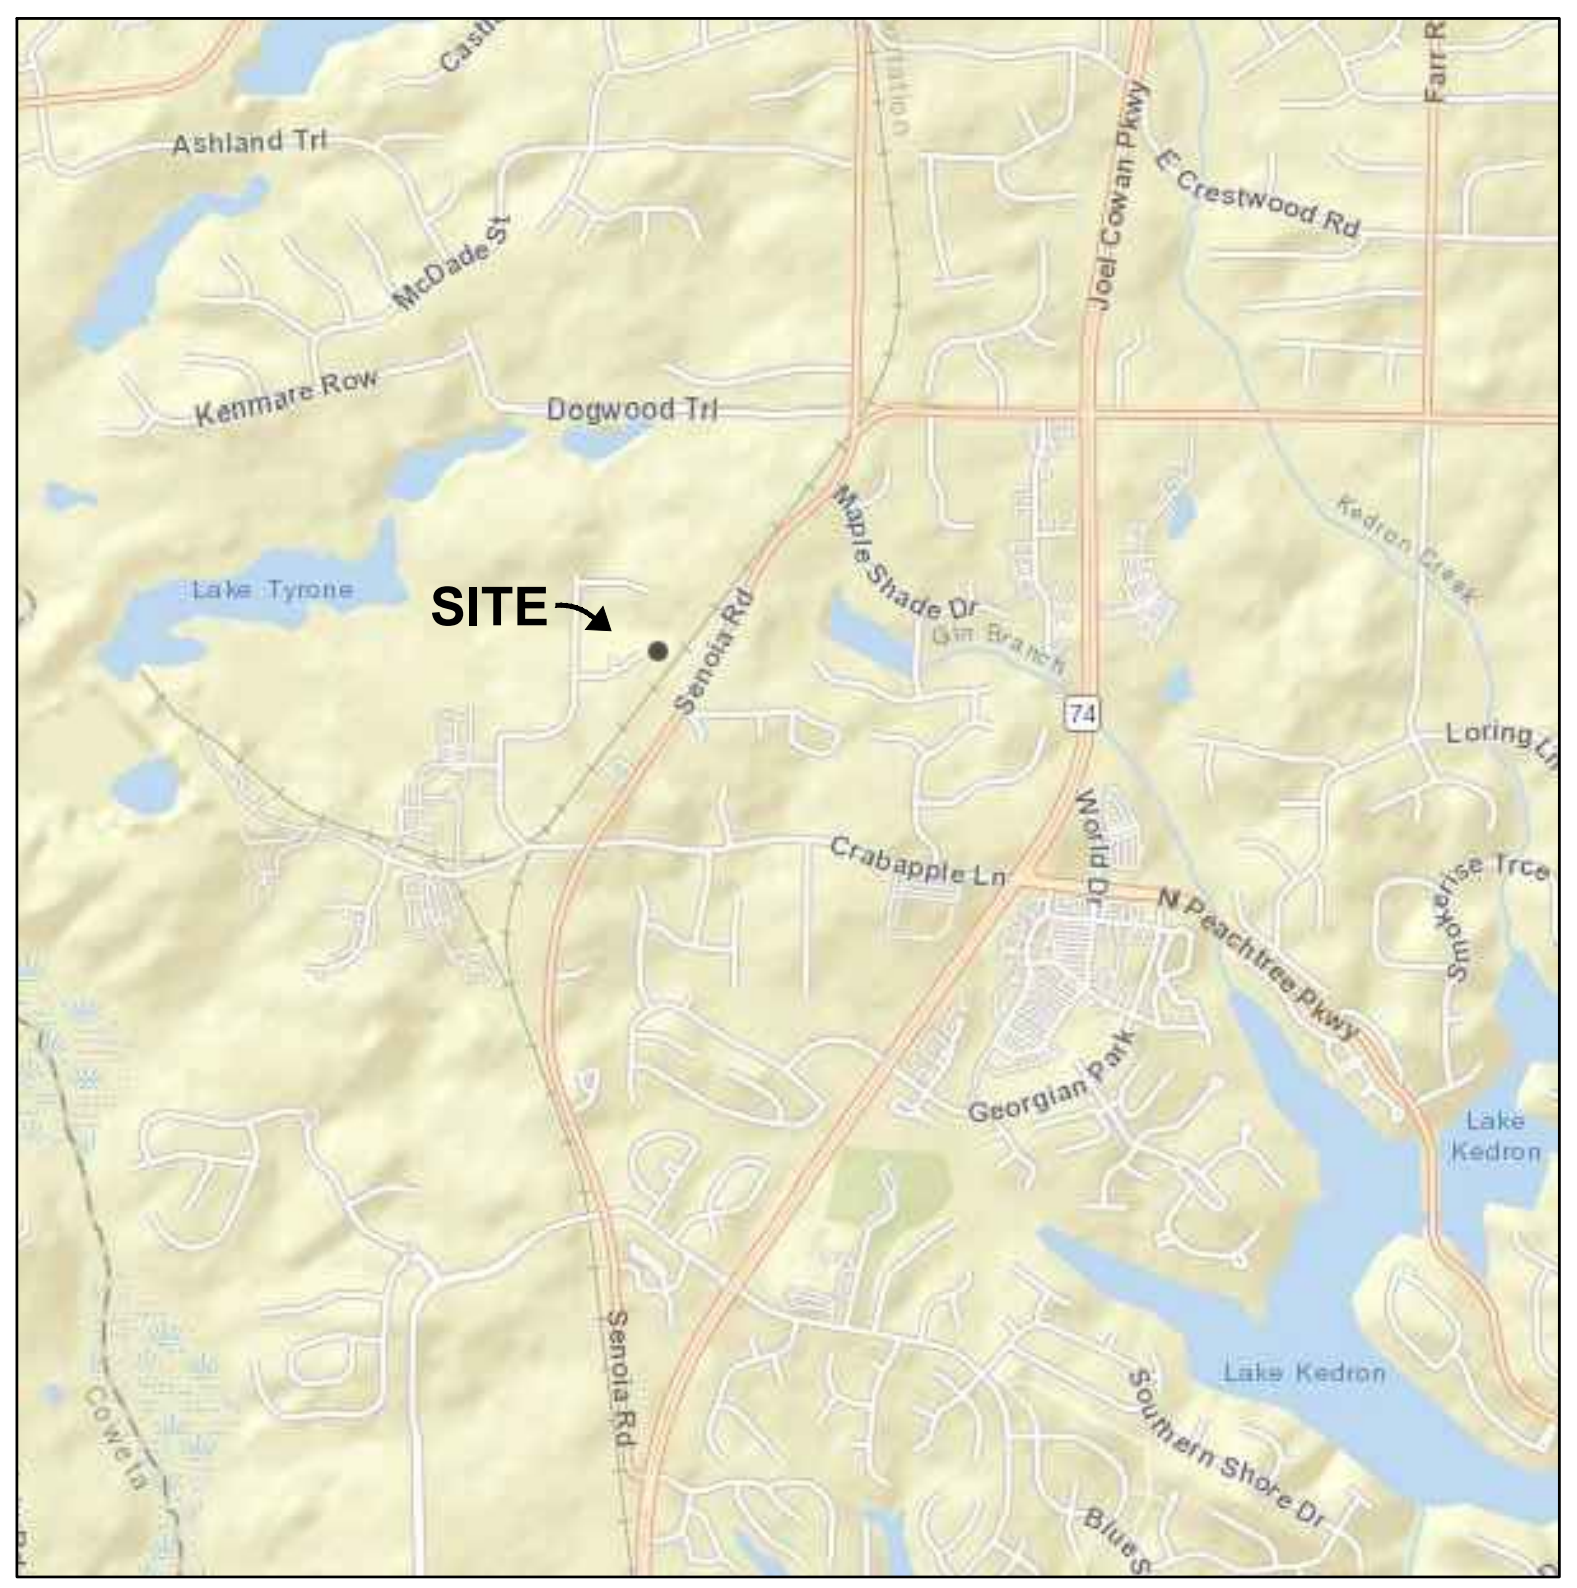 Ashland Trl
E Crestwood Rd
Joel Cowan Pkwy
McDade St
Kenmare Row
Dogwood Trl
Maple Shade Dr
Kedron Creek
Lake Tyrone
SITE
Gin Branch
Senoia Rd
74
Loring Ln
World Dr
Crabapple Ln
Smokerise Trce
N Peachtree Pkwy
Georgian Park
Lake
Kedron
Senoia Rd
Lake Kedron
Coweta
Southern Shore Dr